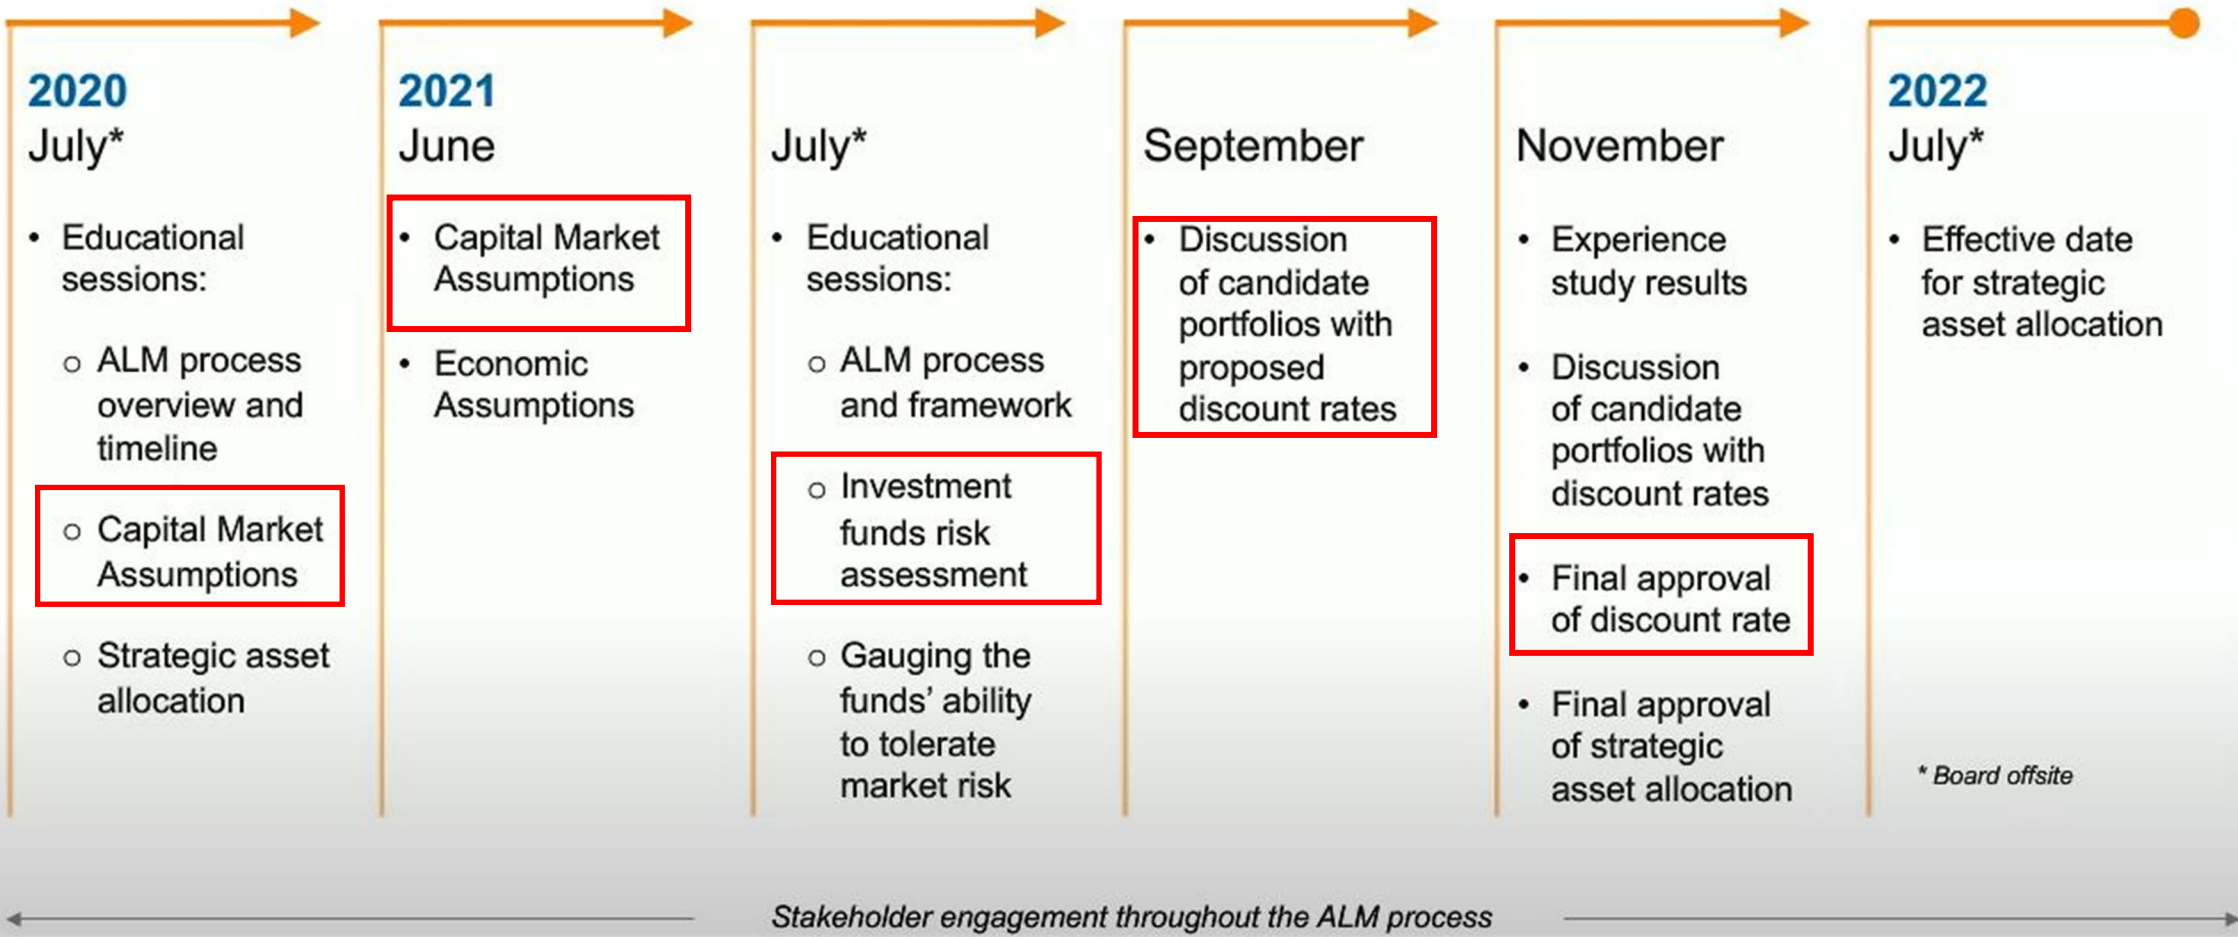 2020
July*
• Educational
sessions:
o ALM process
overview and
timeline
o Capital Market
Assumptions
o Strategic asset
allocation
2021
June
• Capital Market
Assumptions
• Economic
Assumptions
July*
• Educational
sessions:
o ALM process
and framework
o Investment
funds risk
assessment
o Gauging the
funds’ ability
to tolerate
market risk
September
• Discussion
of candidate
portfolios with
proposed
discount rates
November
• Experience
study results
• Discussion
of candidate
portfolios with
discount rates
• Final approval
of discount rate
• Final approval
of strategic
asset allocation
2022
July*
• Effective date
for strategic
asset allocation
* Board offsite
Stakeholder engagement throughout the ALM process